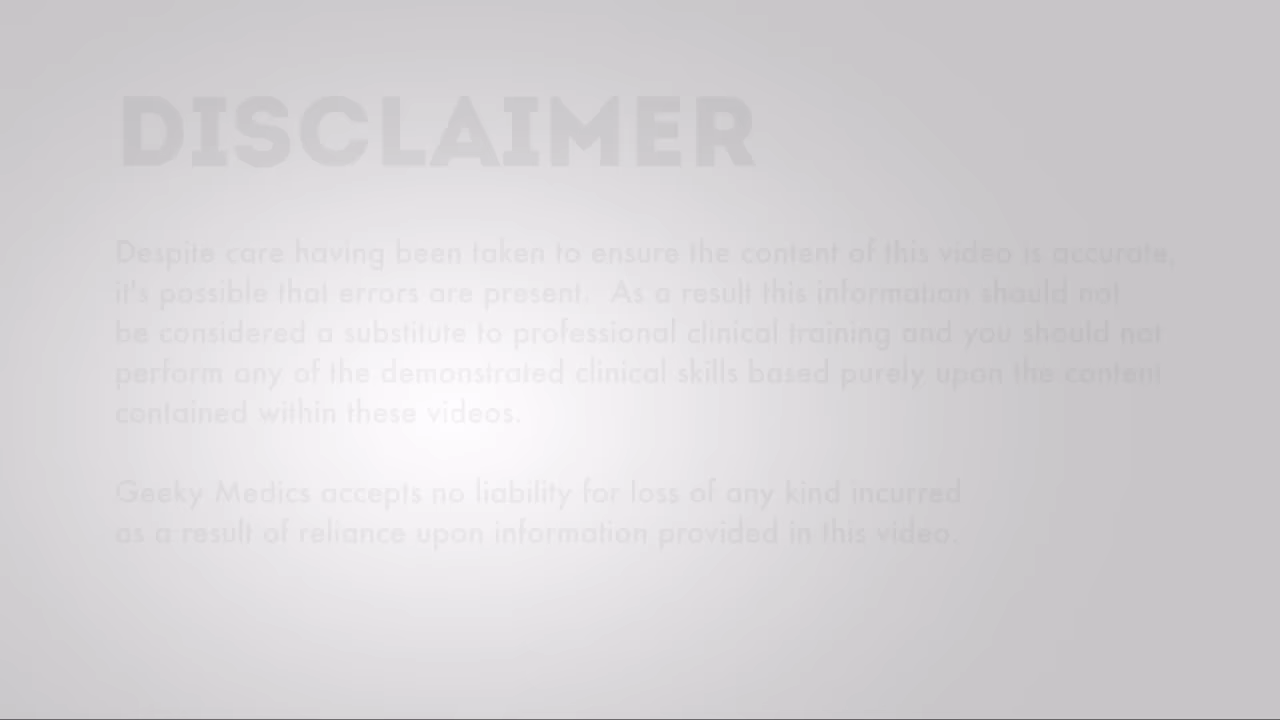 DISCLAIMER
Despite care having been taken to ensure the content of this video is accurate,
it's possible that errors are present.  As a result this information should not
be considered a substitute to professional clinical training and you should not
perform any of the demonstrated clinical skills based purely upon the content
contained within these videos.
Geeky Medics accepts no liability for loss of any kind incurred
as a result of reliance upon information provided in this video.